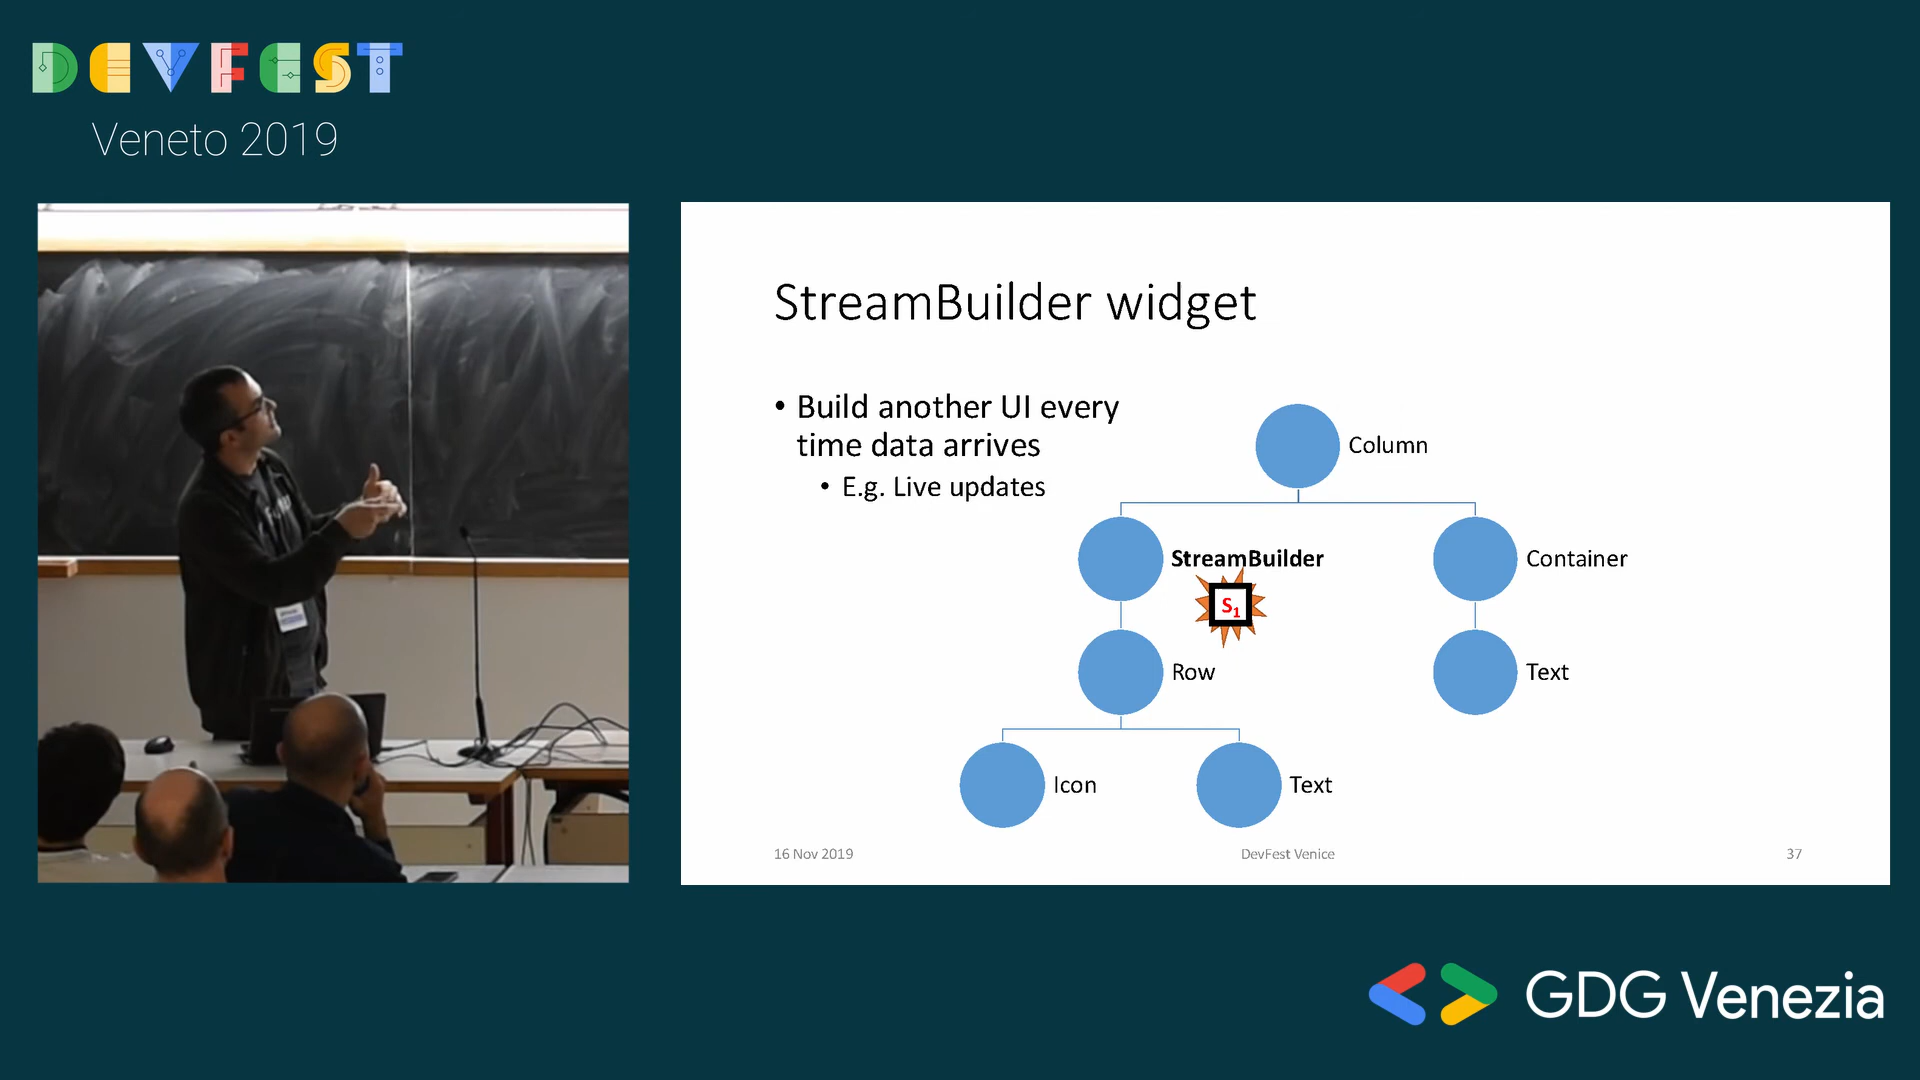 DEVFEST
Veneto 2019
StreamBuilder widget
• Build another UI every
time data arrives
• E.g. Live updates
Column
StreamBuilder
Container
S1
Row
Text
Icon
Text
16 Nov 2019
DevFest Venice
37
GDG Venezia